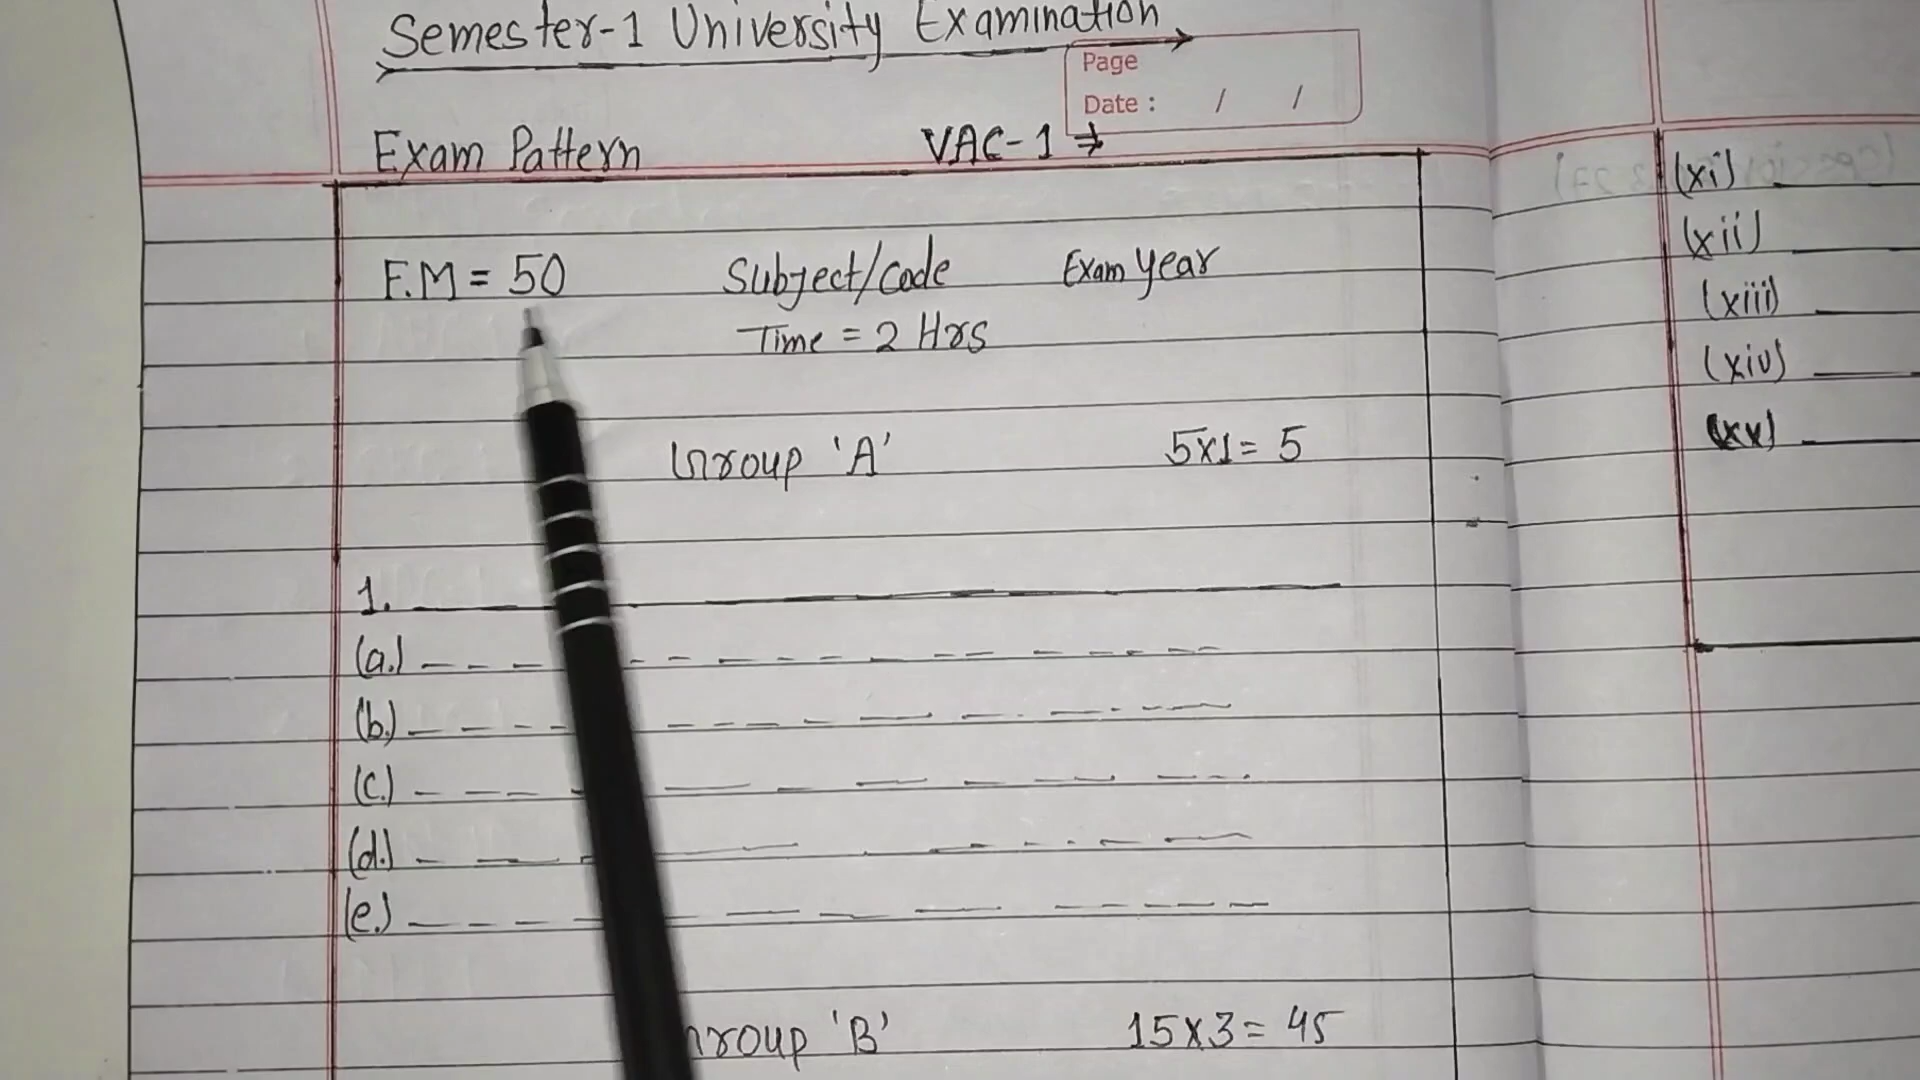 Semester-1 University Examination
Page
Date : / /
Exam Pattern VAC-1
F.M = 50 Subject/Code Exam Year
Time = 2 Hrs
Group 'A' 5x1= 5
1.
(a.)
(b.)
(c.)
(d.)
(e.)
Group 'B' 15x3= 45
(xi)
(xii)
(xiii)
(xiv)
(xv)